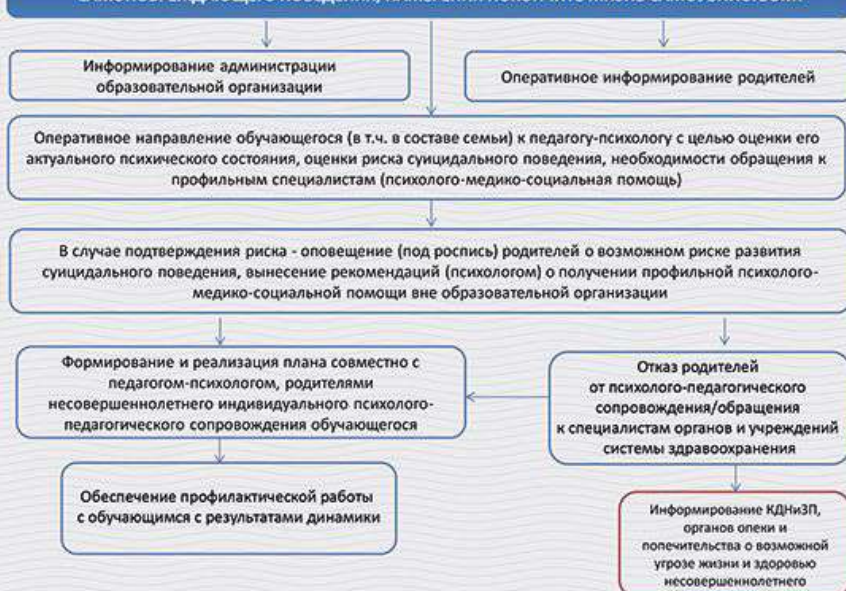 Информирование администрации
образовательной организации
Оперативное информирование родителей
Оперативное направление обучающегося (в т.ч. в составе семьи) к педагогу-психологу с целью оценки его
актуального психического состояния, оценки риска суицидального поведения, необходимости обращения к
профильным специалистам (психолого-медико-социальная помощь)
В случае подтверждения риска - оповещение (под роспись) родителей о возможном риске развития
суицидального поведения, вынесение рекомендаций (психологом) о получении профильной психолого-
медико-социальной помощи вне образовательной организации
Формирование и реализация плана совместно с
педагогом-психологом, родителями
несовершеннолетнего индивидуального психолого-
педагогического сопровождения обучающегося
Отказ родителей
от психолого-педагогического
сопровождения/обращения
к специалистам органов и учреждений
системы здравоохранения
Обеспечение профилактической работы
с обучающимся с результатами динамики
Информирование КДНиЗП,
органов опеки и
попечительства о возможной
угрозе жизни и здоровью
несовершеннолетнего